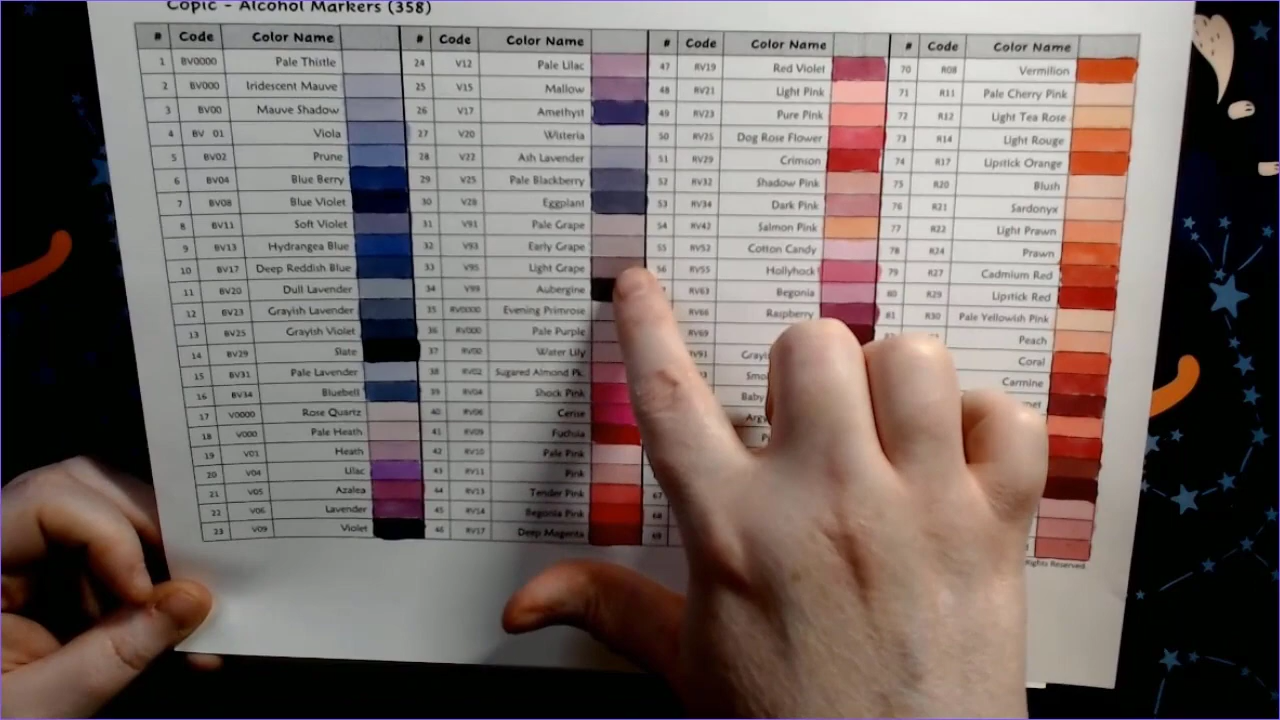 Copic - Alcohol Markers (358)
# Code Color Name # Code Color Name # Code Color Name # Code Color Name
1 BV0000 Pale Thistle 24 V12 Pale Lilac 47 RV19 Red Violet 70 R08 Vermilion
2 BV000 Iridescent Mauve 25 V15 Mallow 48 RV21 Light Pink 71 R11 Pale Cherry Pink
3 BV00 Mauve Shadow 26 V17 Amethyst 49 RV23 Pure Pink 72 R12 Light Tea Rose
4 BV 01 Viola 27 V20 Wisteria 50 RV25 Dog Rose Flower 73 R14 Light Rouge
5 BV02 Prune 28 V22 Ash Lavender 51 RV29 Crimson 74 R17 Lipstick Orange
6 BV04 Blue Berry 29 V25 Pale Blackberry 52 RV32 Shadow Pink 75 R20 Blush
7 BV08 Blue Violet 30 V28 Eggplant 53 RV34 Dark Pink 76 R21 Sardonyx
8 BV11 Soft Violet 31 V91 Pale Grape 54 RV42 Salmon Pink 77 R22 Light Prawn
9 BV13 Hydrangea Blue 32 V93 Early Grape 55 RV52 Cotton Candy 78 R24 Prawn
10 BV17 Deep Reddish Blue 33 V95 Light Grape 56 RV55 Hollyhock 79 R27 Cadmium Red
11 BV20 Dull Lavender 34 V99 Aubergine RV63 Begonia 80 R29 Lipstick Red
12 BV23 Grayish Lavender 35 RV0000 Evening Primrose RV66 Raspberry 81 R30 Pale Yellowish Pink
13 BV25 Grayish Violet 36 RV000 Pale Purple RV69 Peach
14 BV29 Slate 37 RV00 Water Lily RV91 Coral
15 BV31 Pale Lavender 38 RV02 Sugared Almond Pk. Carmine
16 BV34 Bluebell 39 RV04 Shock Pink Baby
17 V0000 Rose Quartz 40 RV06 Cerise
18 V000 Pale Heath 41 RV09 Fuchsia
19 V01 Heath 42 RV10 Pale Pink
20 V04 Lilac 43 RV11 Pink
21 V05 Azalea 44 RV13 Tender Pink 67
22 V06 Lavender 45 RV14 Begonia Pink 68
23 V09 Violet 46 RV17 Deep Magenta 69
Rights Reserved